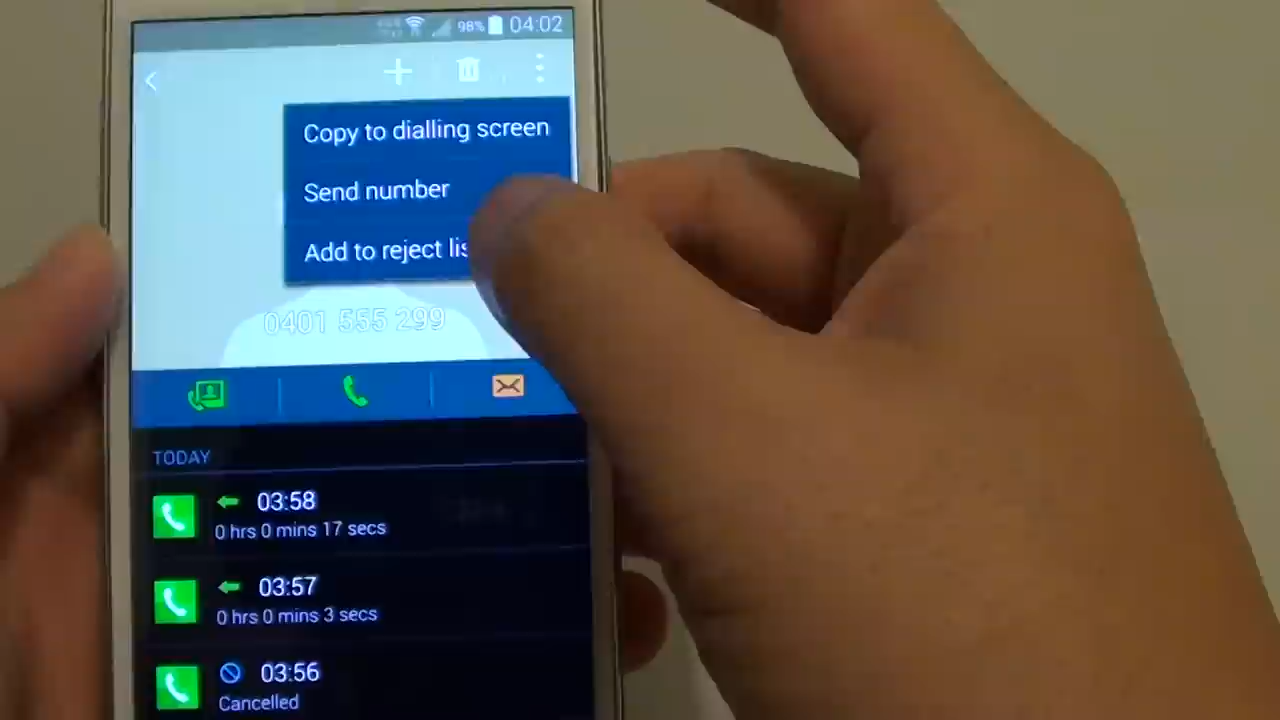 98% 04:02
Copy to dialling screen
Send number
Add to reject lis
0401 555 299
TODAY
03:58
0 hrs 0 mins 17 secs
03:57
0 hrs 0 mins 3 secs
03:56
Cancelled